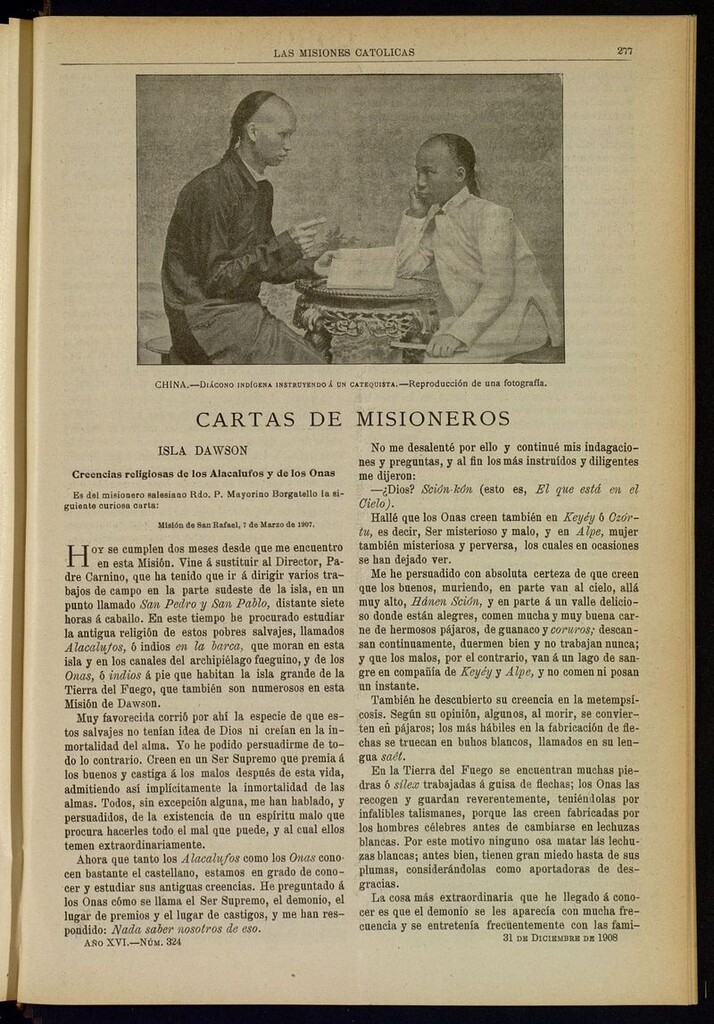 LAS MISIONES CATOLICAS
277
CHINA.—DIÁCONO INDÍGENA INSTRUYENDO Á UN CATEQUISTA.—Reproducción de una fotografía.
CARTAS DE MISIONEROS
ISLA DAWSON
Creencias religiosas de los Alacalufos y de los Onas
Es del misionero salesiano Rdo. P. Mayorino Borgatello la si-
guiente curiosa carta:
Misión de San Rafael, 7 de Marzo de 1907.
HOY se cumplen dos meses desde que me encuentro
en esta Misión. Vine á sustituir al Director, Pa-
dre Carnino, que ha tenido que ir á dirigir varios tra-
bajos de campo en la parte sudeste de la isla, en un
punto llamado San Pedro y San Pablo, distante siete
horas á caballo. En este tiempo he procurado estudiar
la antigua religión de estos pobres salvajes, llamados
Alacalufos, ó indios en la barca, que moran en esta
isla y en los canales del archipiélago fueguino, y de los
Onas, ó indios á pie que habitan la isla grande de la
Tierra del Fuego, que también son numerosos en esta
Misión de Dawson.
Muy favorecida corrió por ahí la especie de que es-
tos salvajes no tenían idea de Dios ni creían en la in-
mortalidad del alma. Yo he podido persuadirme de to-
do lo contrario. Creen en un Ser Supremo que premia á
los buenos y castiga á los malos después de esta vida,
admitiendo así implícitamente la inmortalidad de las
almas. Todos, sin excepción alguna, me han hablado, y
persuadidos, de la existencia de un espíritu malo que
procura hacerles todo el mal que puede, y al cual ellos
temen extraordinariamente.
Ahora que tanto los Alacalufos como los Onas cono-
cen bastante el castellano, estamos en grado de cono-
cer y estudiar sus antiguas creencias. He preguntado á
los Onas cómo se llama el Ser Supremo, el demonio, el
lugar de premios y el lugar de castigos, y me han res-
pondido: Nada saber nosotros de eso.
AÑO XVI.—NÚM. 324
No me desalenté por ello y continué mis indagacio-
nes y preguntas, y al fin los más instruídos y diligentes
me dijeron:
—¿Dios? Sción-kón (esto es, El que está en el
Cielo).
Hallé que los Onas creen también en Keyéy ó Ozór-
tu, es decir, Ser misterioso y malo, y en Alpe, mujer
también misteriosa y perversa, los cuales en ocasiones
se han dejado ver.
Me he persuadido con absoluta certeza de que creen
que los buenos, muriendo, en parte van al cielo, allá
muy alto, Hánen Sción, y en parte á un valle delicio-
so donde están alegres, comen mucha y muy buena car-
ne de hermosos pájaros, de guanaco y coruros; descan-
san continuamente, duermen bien y no trabajan nunca;
y que los malos, por el contrario, van á un lago de san-
gre en compañía de Keyéy y Alpe, y no comen ni posan
un instante.
También he descubierto su creencia en la metempsí-
cosis. Según su opinión, algunos, al morir, se convier-
ten en pájaros; los más hábiles en la fabricación de fle-
chas se truecan en buhos blancos, llamados en su len-
gua saét.
En la Tierra del Fuego se encuentran muchas pie-
dras ó sílex trabajadas á guisa de flechas; los Onas las
recogen y guardan reverentemente, teniéndolas por
infalibles talismanes, porque las creen fabricadas por
los hombres célebres antes de cambiarse en lechuzas
blancas. Por este motivo ninguno osa matar las lechu-
zas blancas; antes bien, tienen gran miedo hasta de sus
plumas, considerándolas como aportadoras de des-
gracias.
La cosa más extraordinaria que he llegado á cono-
cer es que el demonio se les aparecía con mucha fre-
cuencia y se entretenía frecuentemente con las fami-
31 DE DICIEMBRE DE 1908